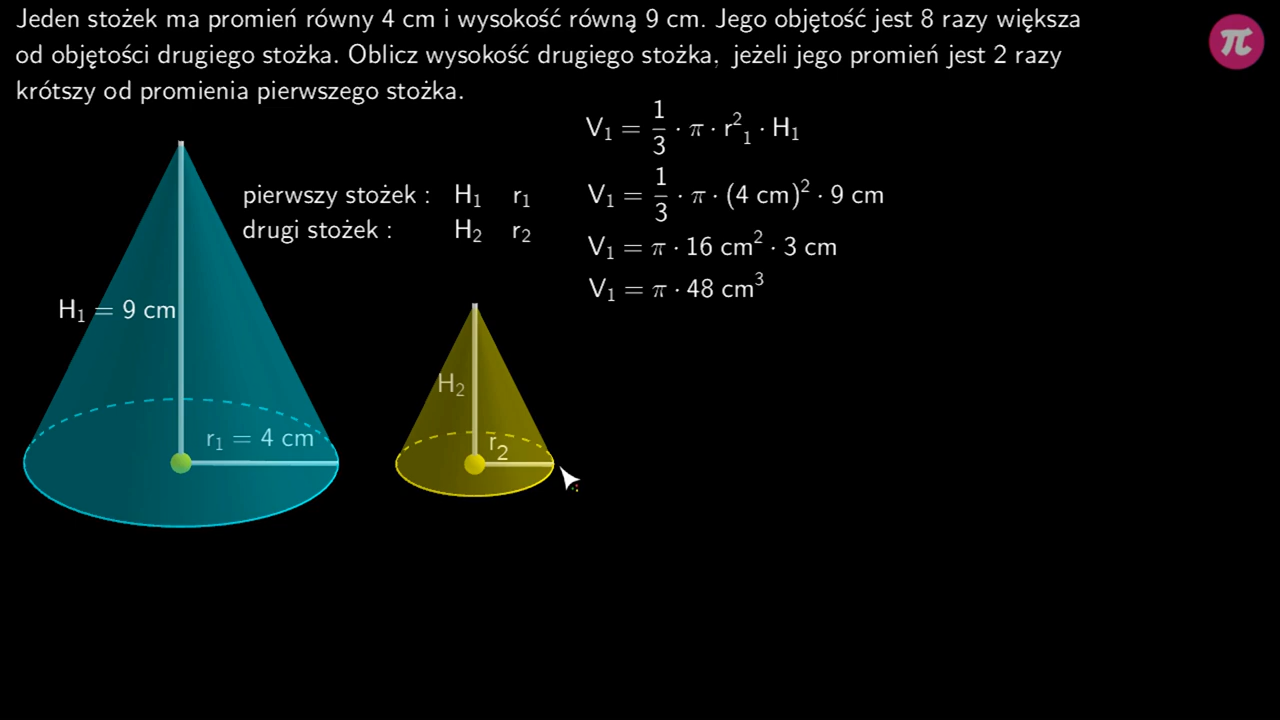 Jeden stożek ma promień równy 4 cm i wysokość równą 9 cm. Jego objętość jest 8 razy większa
od objętości drugiego stożka. Oblicz wysokość drugiego stożka, jeżeli jego promień jest 2 razy
krótszy od promienia pierwszego stożka.
π
V₁ = 1/3 · π · r²₁ · H₁
pierwszy stożek : H₁ r₁
drugi stożek : H₂ r₂
V₁ = 1/3 · π · (4 cm)² · 9 cm
V₁ = π · 16 cm² · 3 cm
V₁ = π · 48 cm³
H₁ = 9 cm
r₁ = 4 cm
H₂
r₂